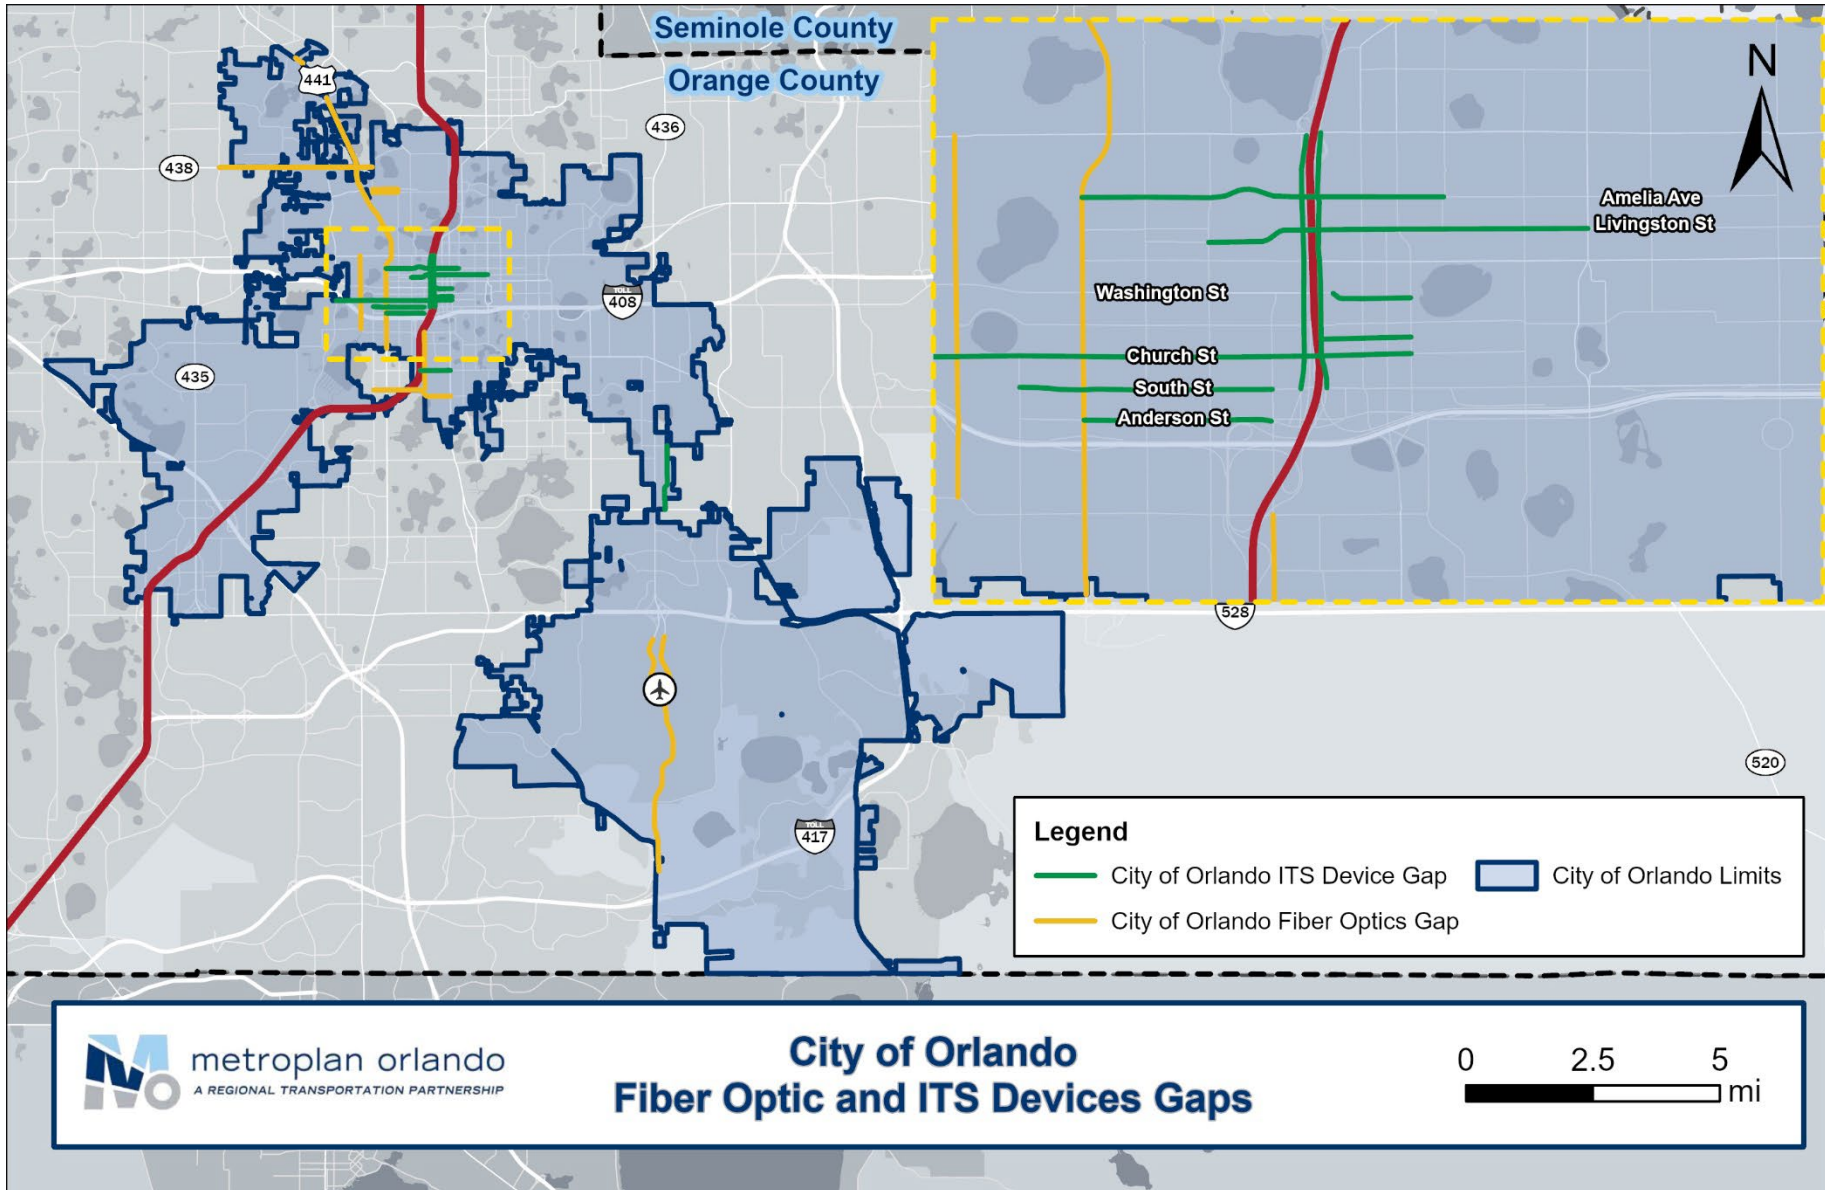 Seminole County
Orange County
441
436
438
TOLL
408
435
N
Amelia Ave
Livingston St
Washington St
Church St
South St
Anderson St
528
520
TOLL
417
Legend
City of Orlando ITS Device Gap
City of Orlando Limits
City of Orlando Fiber Optics Gap
metroplan orlando
A REGIONAL TRANSPORTATION PARTNERSHIP
City of Orlando
Fiber Optic and ITS Devices Gaps
0 2.5 5
mi